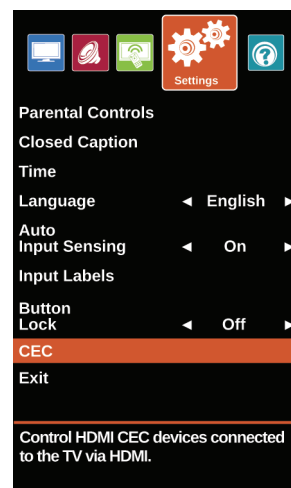 Settings
Parental Controls
Closed Caption
Time
Language ◄ English ►
Auto
Input Sensing ◄ On ►
Input Labels
Button
Lock ◄ Off ►
CEC
Exit
Control HDMI CEC devices connected
to the TV via HDMI.